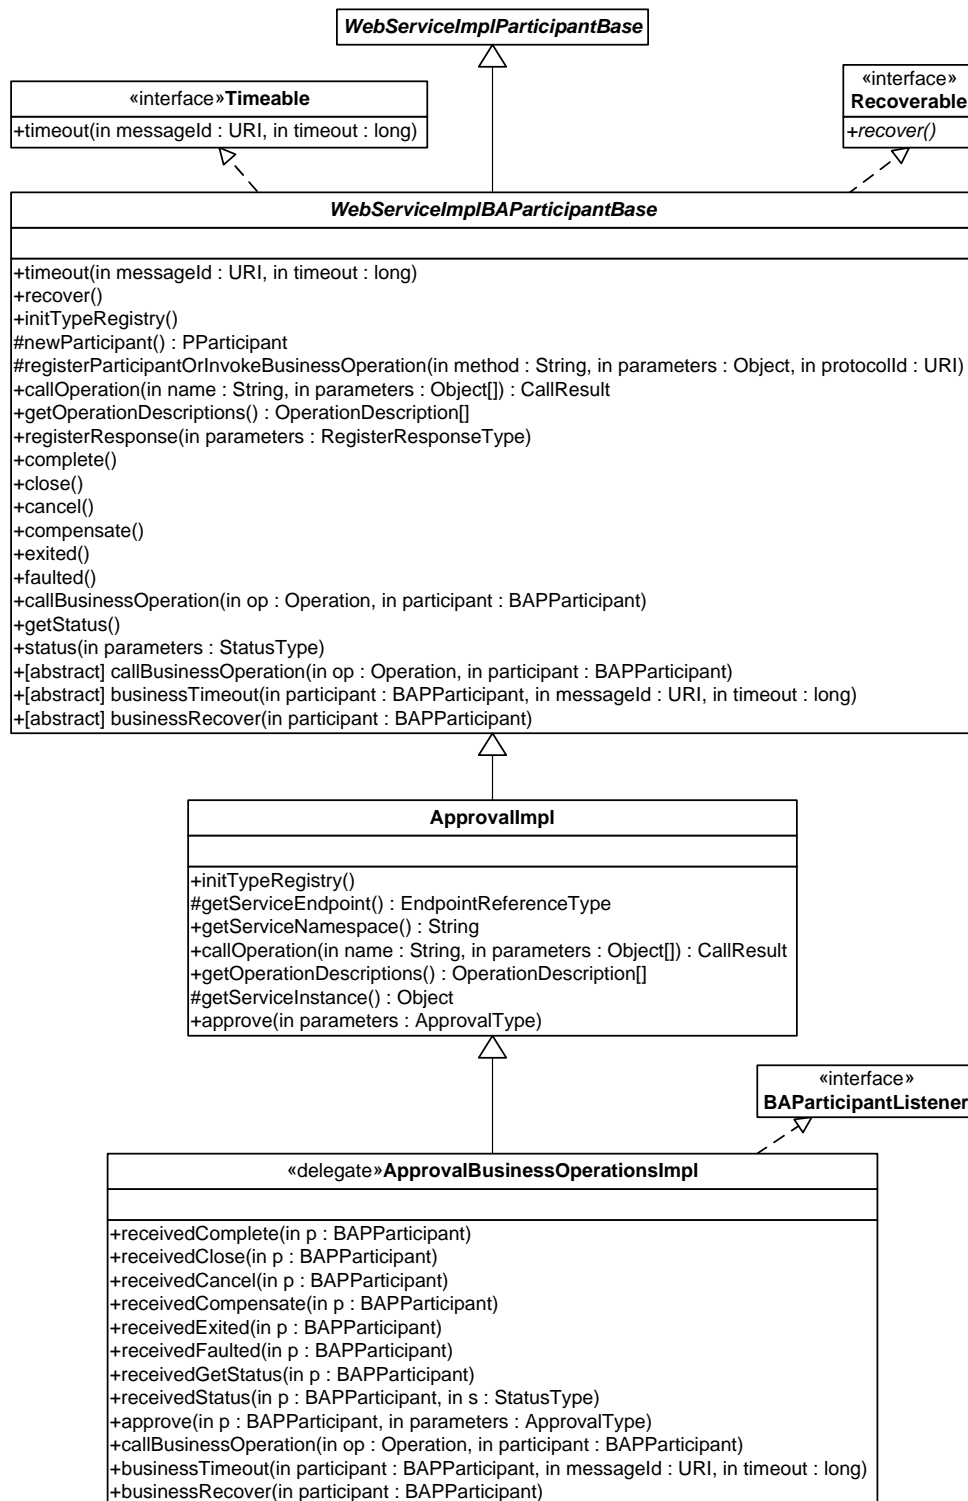 WebServiceImplParticipantBase
«interface»Timeable
+timeout(in messageId : URI, in timeout : long)
«interface»
Recoverable
+recover()
WebServiceImplBAParticipantBase
+timeout(in messageId : URI, in timeout : long)
+recover()
+initTypeRegistry()
#newParticipant() : PParticipant
#registerParticipantOrInvokeBusinessOperation(in method : String, in parameters : Object, in protocolId : URI)
+callOperation(in name : String, in parameters : Object[]) : CallResult
+getOperationDescriptions() : OperationDescription[]
+registerResponse(in parameters : RegisterResponseType)
+complete()
+close()
+cancel()
+compensate()
+exited()
+faulted()
+callBusinessOperation(in op : Operation, in participant : BAPParticipant)
+getStatus()
+status(in parameters : StatusType)
+[abstract] callBusinessOperation(in op : Operation, in participant : BAPParticipant)
+[abstract] businessTimeout(in participant : BAPParticipant, in messageId : URI, in timeout : long)
+[abstract] businessRecover(in participant : BAPParticipant)
ApprovalImpl
+initTypeRegistry()
#getServiceEndpoint() : EndpointReferenceType
+getServiceNamespace() : String
+callOperation(in name : String, in parameters : Object[]) : CallResult
+getOperationDescriptions() : OperationDescription[]
#getServiceInstance() : Object
+approve(in parameters : ApprovalType)
«interface»
BAParticipantListener
«delegate»ApprovalBusinessOperationsImpl
+receivedComplete(in p : BAPParticipant)
+receivedClose(in p : BAPParticipant)
+receivedCancel(in p : BAPParticipant)
+receivedCompensate(in p : BAPParticipant)
+receivedExited(in p : BAPParticipant)
+receivedFaulted(in p : BAPParticipant)
+receivedGetStatus(in p : BAPParticipant)
+receivedStatus(in p : BAPParticipant, in s : StatusType)
+approve(in p : BAPParticipant, in parameters : ApprovalType)
+callBusinessOperation(in op : Operation, in participant : BAPParticipant)
+businessTimeout(in participant : BAPParticipant, in messageId : URI, in timeout : long)
+businessRecover(in participant : BAPParticipant)